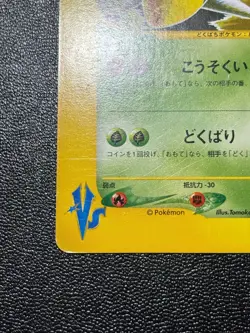 どくばちポケモン
こうそくい
「おもて」なら、次の相手の番、
どくばり
コインを1回投げ、「おもて」なら、相手を「どく」
弱点 抵抗力 -30
© Pokémon Illus.Tomoko
VS